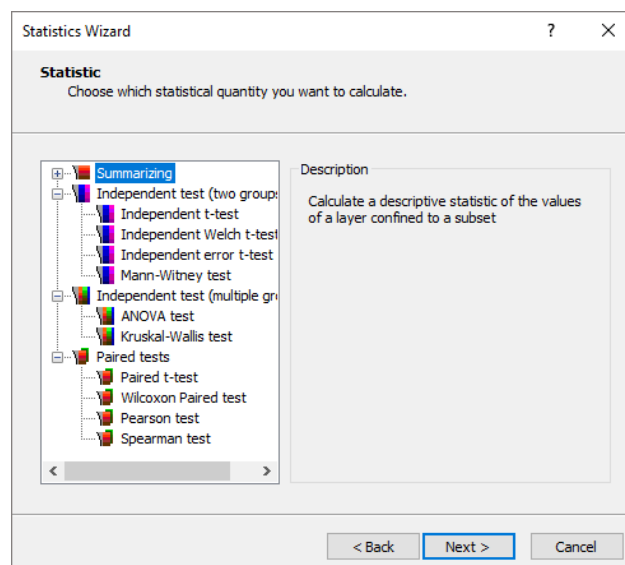 Statistics Wizard
Statistic
Choose which statistical quantity you want to calculate.
Summarizing
Independent test (two groups
Independent t-test
Independent Welch t-test
Independent error t-test
Mann-Witney test
Independent test (multiple gr
ANOVA test
Kruskal-Wallis test
Paired tests
Paired t-test
Wilcoxon Paired test
Pearson test
Spearman test
Description
Calculate a descriptive statistic of the values
of a layer confined to a subset
< Back
Next >
Cancel